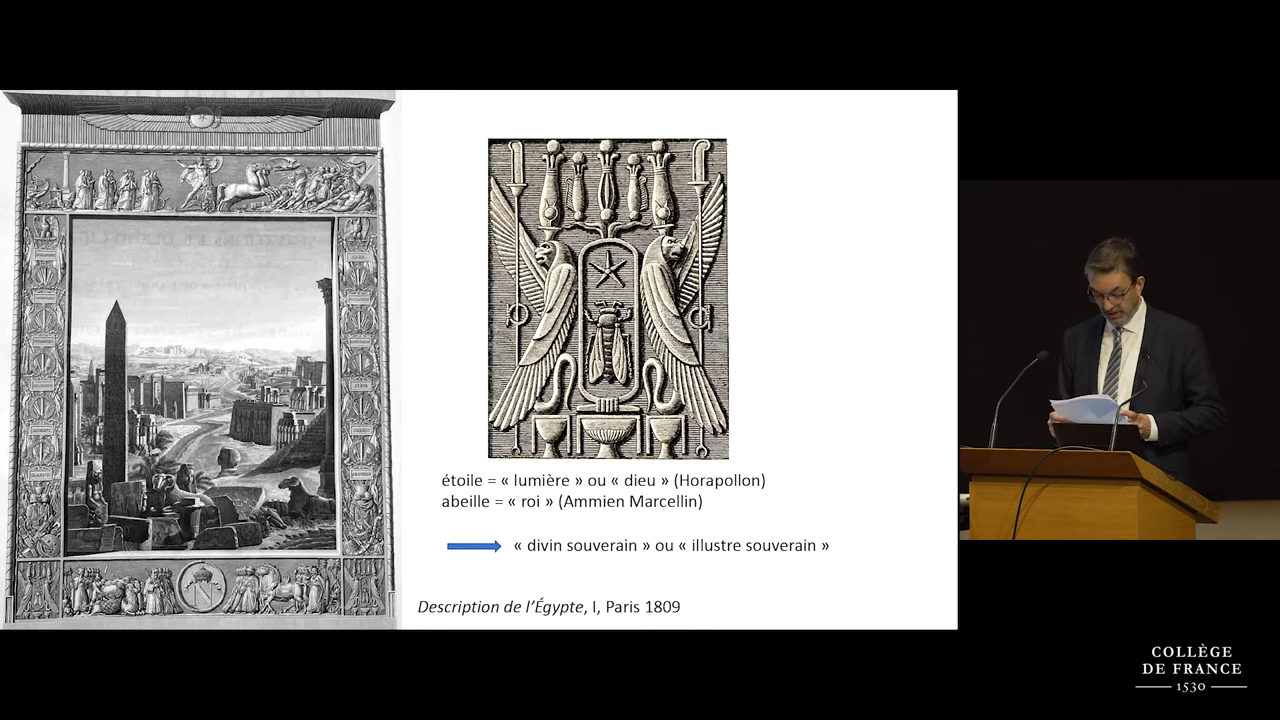 étoile = « lumière » ou « dieu » (Horapollon)
abeille = « roi » (Ammien Marcellin)
« divin souverain » ou « illustre souverain »
Description de l'Égypte, I, Paris 1809
N
COLLÈGE
DE FRANCE
1530